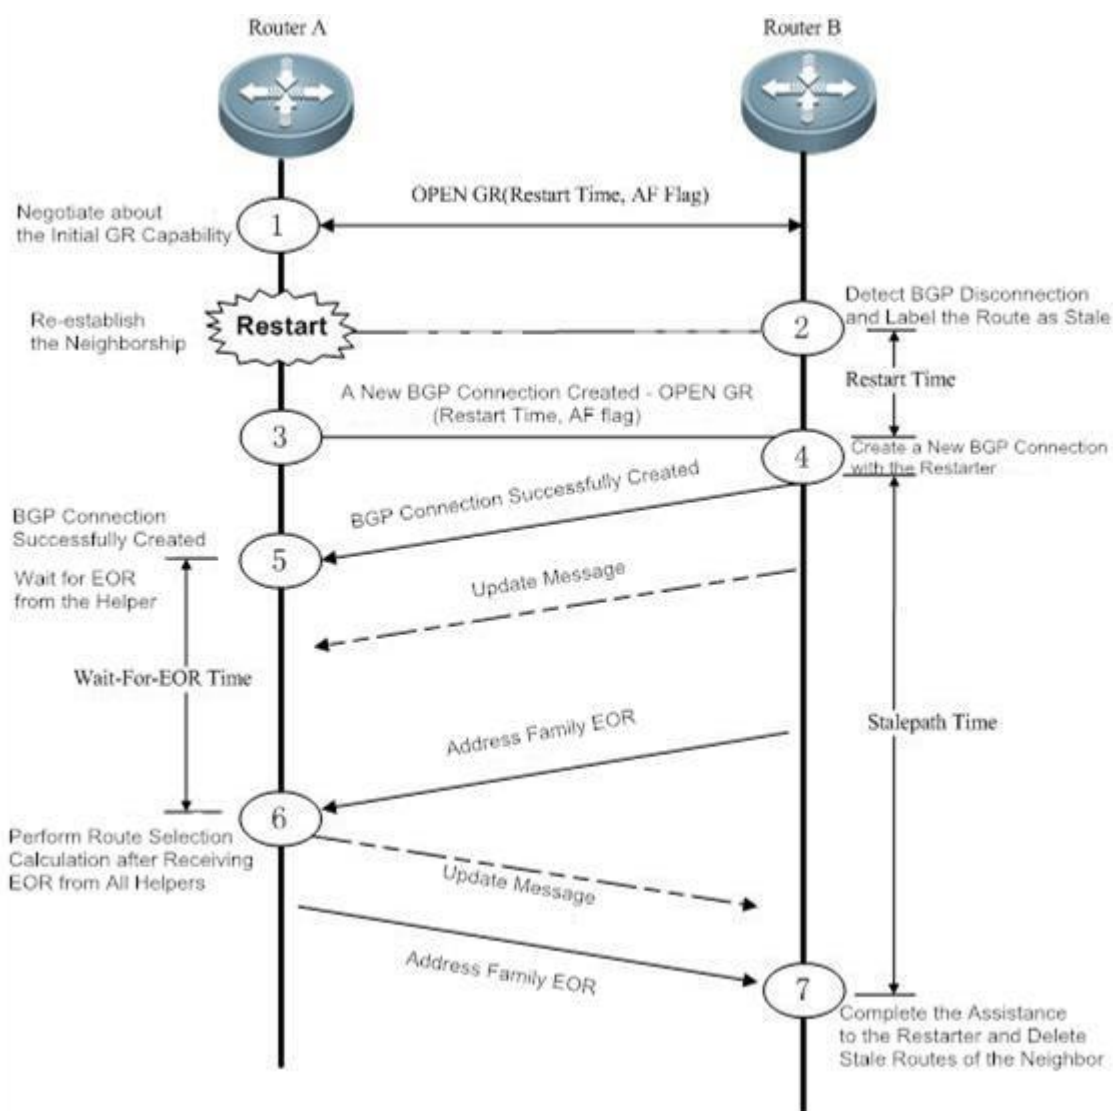 Router A
Router B
OPEN GR(Restart Time, AF Flag)
Negotiate about
the Initial GR Capability
1
Detect BGP Disconnection
and Label the Route as Stale
Re-establish
the Neighborship
Restart
2
Restart Time
A New BGP Connection Created - OPEN GR
(Restart Time, AF flag)
3
4
Create a New BGP Connection
with the Restarter
BGP Connection Successfully Created
BGP Connection
Successfully Created
5
Wait for EOR
from the Helper
Update Message
Wait-For-EOR Time
Stalepath Time
Address Family EOR
6
Perform Route Selection
Calculation after Receiving
EOR from All Helpers
Update Message
Address Family EOR
7
Complete the Assistance
to the Restarter and Delete
Stale Routes of the Neighbor